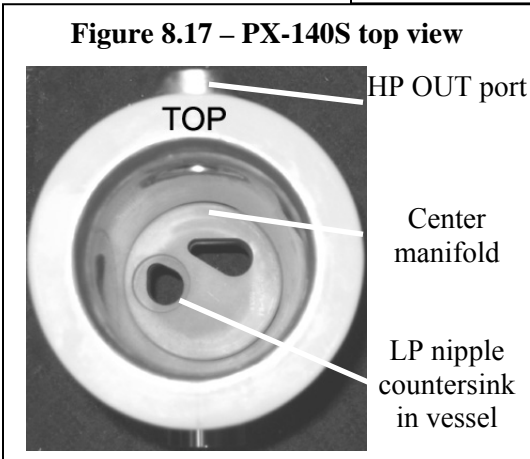 Figure 8.17 – PX-140S top view
HP OUT port
TOP
Center
manifold
LP nipple
countersink
in vessel